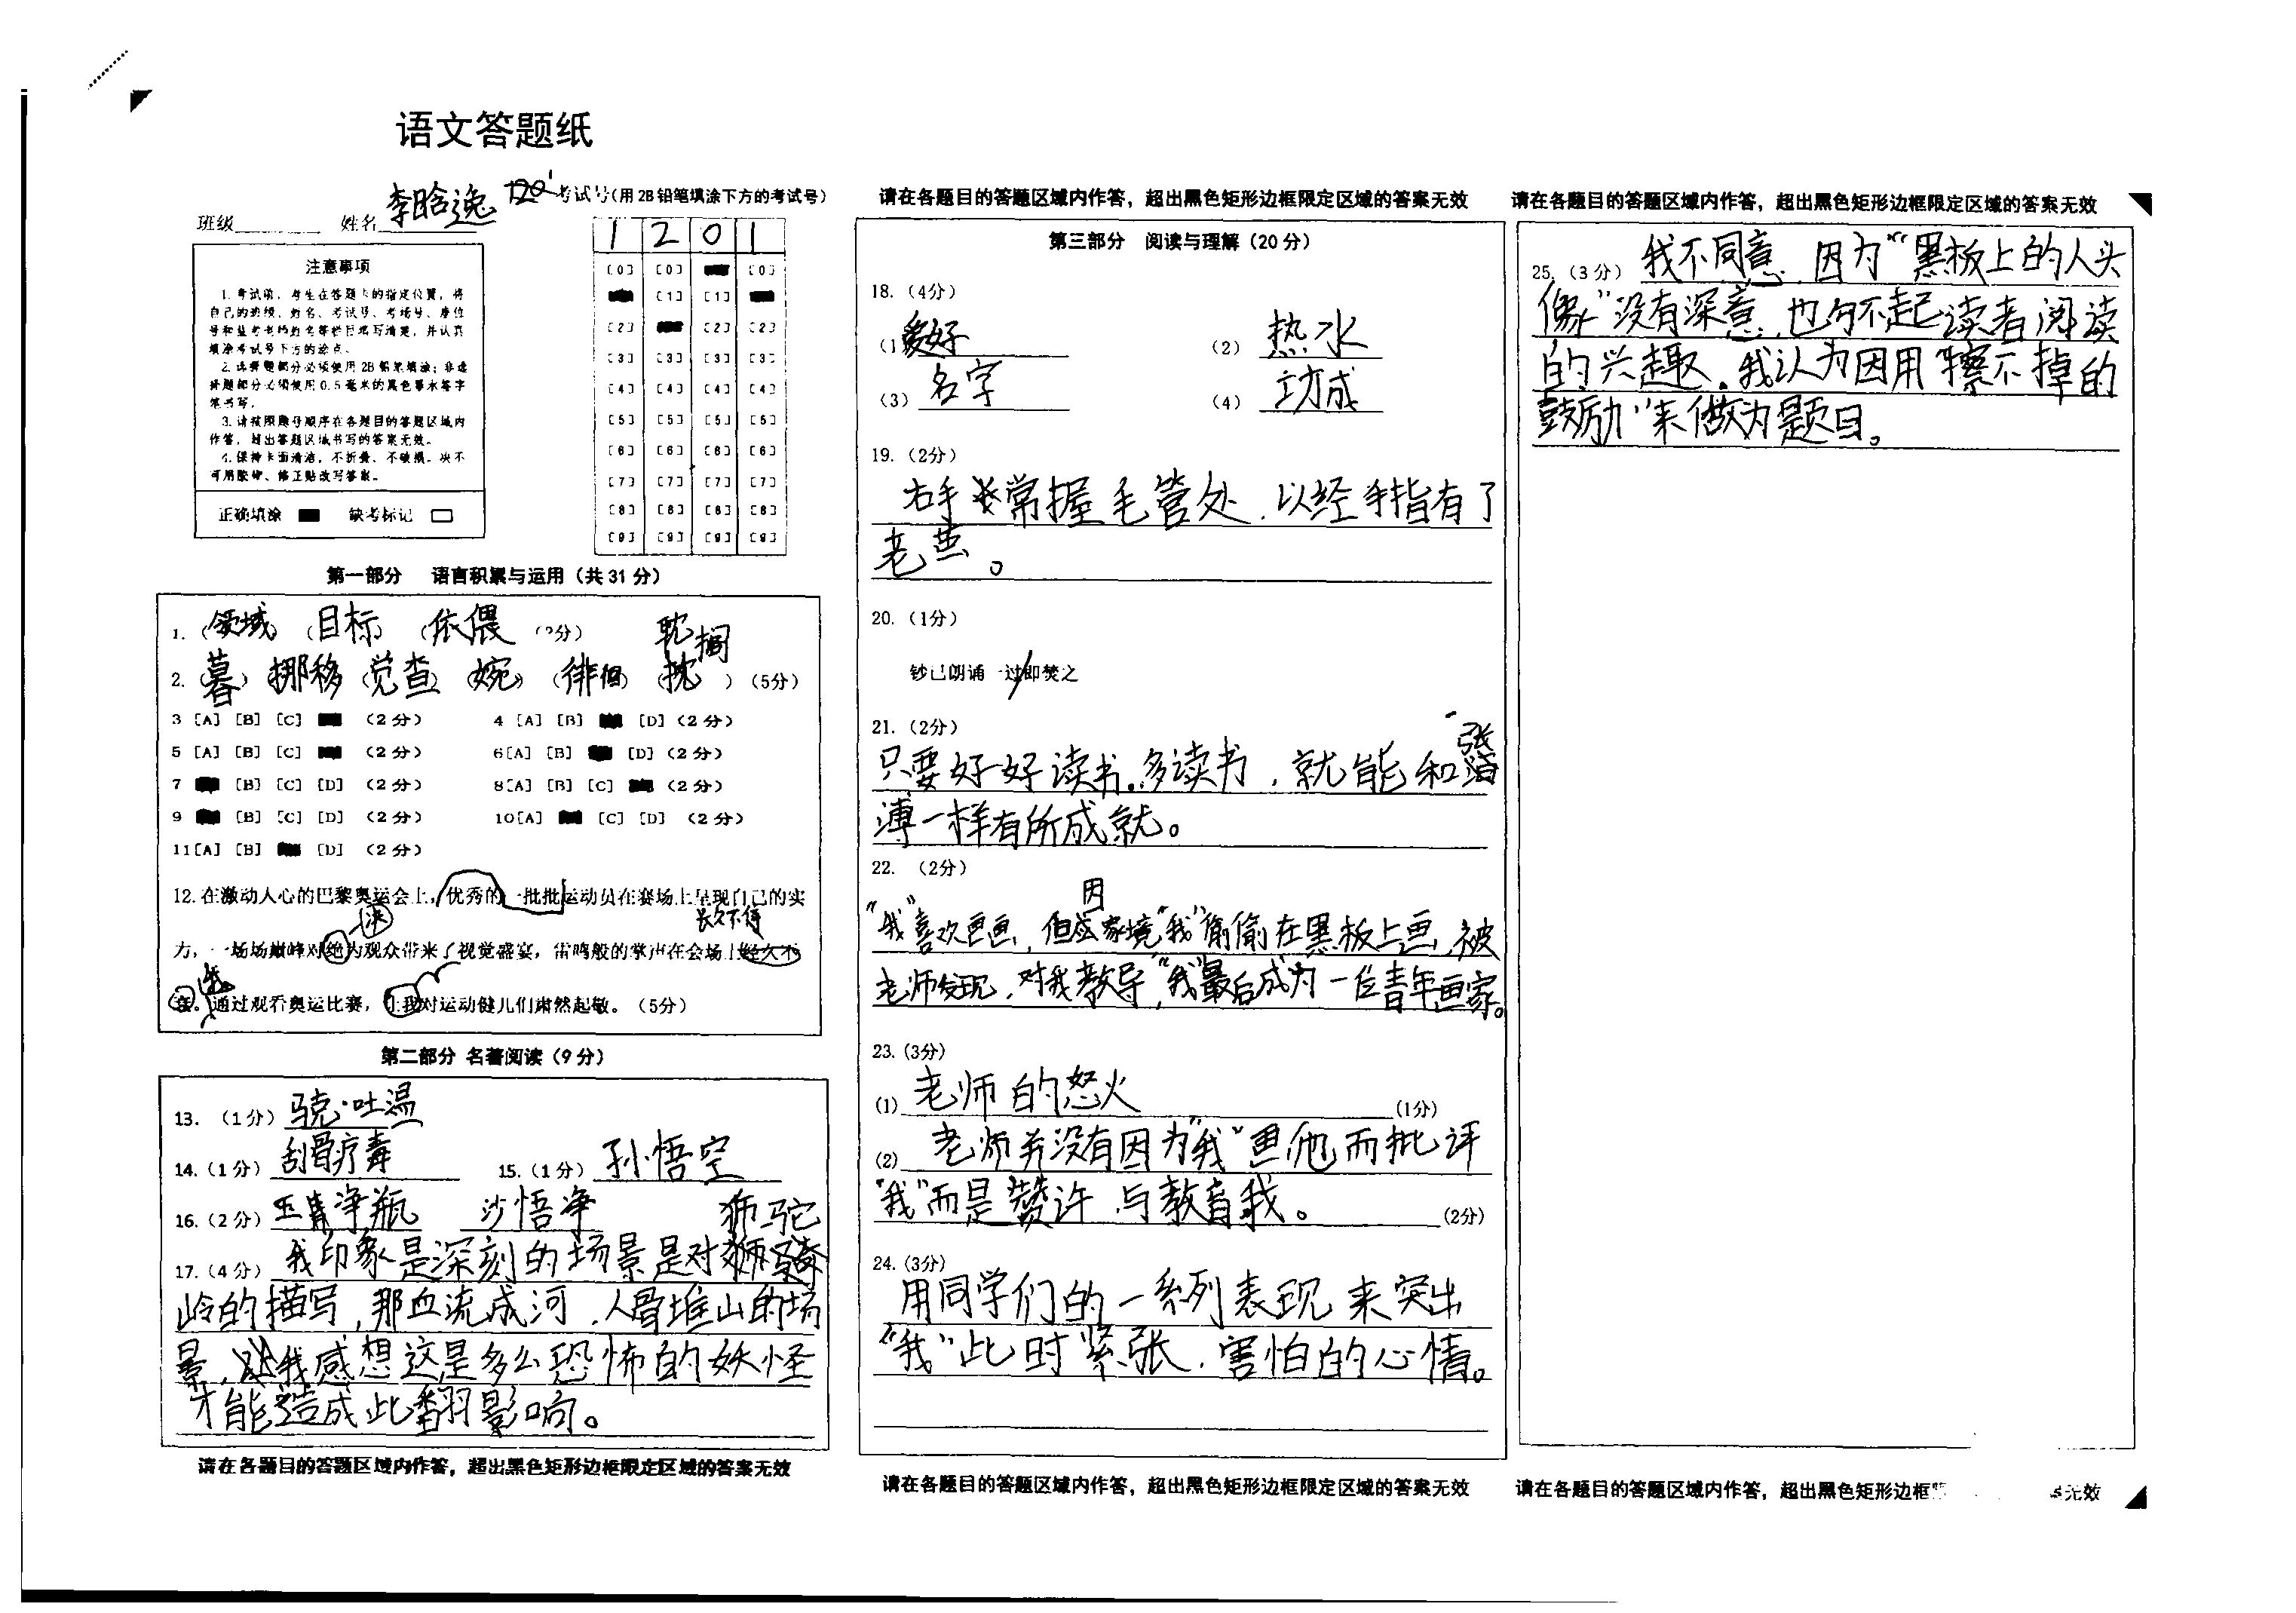 语文答题纸
班级 姓名 李晗逸 考试号(用2B铅笔填涂下方的考试号)
1 2 0 1
注意事项
1.考试前,考生在答题卡的指定位置,将
自己的班级、姓名、考试号、考场号、座位
号和监考老师姓名等栏目填写清楚,并认真
填涂考试号下方的涂点。
2.选择题部分必须使用2B铅笔填涂;非选
择题部分必须使用0.5毫米的黑色墨水签字
笔书写。
3.请按照题号顺序在各题目的答题区域内
作答,超出答题区域书写的答案无效。
4.保持卡面清洁,不折叠、不破损。决不
可用胶带、修正贴改写答案。
正确填涂 缺考标记
[0] [0] [0]
[1] [1]
[2] [2] [2]
[3] [3] [3] [3]
[4] [4] [4] [4]
[5] [5] [5] [5]
[6] [6] [6] [6]
[7] [7] [7] [7]
[8] [8] [8] [8]
[9] [9] [9] [9]
第一部分 语言积累与运用(共31分)
1.(领域)(目标)(依偎 分)
耽搁
2.(暮)(挪移)(觉查)(婉)(徘徊)( )(5分)
3 [A] [B] [C] (2分) 4 [A] [B] [D] (2分)
5 [A] [B] [C] (2分) 6[A] [B] [D] (2分)
7 [B] [C] [D] (2分) 8[A] [B] [C] (2分)
9 [B] [C] [D] (2分) 10[A] [C] [D] (2分)
11[A] [B] [D] (2分)
12.在激动人心的巴黎奥运会上,优秀的一批批运动员在赛场上呈现自己的实
决 长久不停
力,一场场巅峰对绝为观众带来了视觉盛宴,雷鸣般的掌声在会场上经久不
通过观看奥运比赛,让我对运动健儿们肃然起敬。(5分)
第二部分 名著阅读(9分)
13.(1分)骁·吐温
14.(1分)刮骨疗毒 15.(1分)孙悟空
16.(2分)玉青净瓶 沙悟净 狮驼
17.(4分)我印象是深刻的场景是对
岭的描写,那血流成河,人骨堆山的场
景,让我感想这是多么恐怖的妖怪
才能造成此翻影响。
请在各题目的答题区域内作答,超出黑色矩形边框限定区域的答案无效
请在各题目的答题区域内作答,超出黑色矩形边框限定区域的答案无效
第三部分 阅读与理解(20分)
18.(4分)
(1)爱好 (2)热水
(3)名字 (4)功成
19.(2分)
右手常握毛管处,以经手指有了
老茧。
20.(1分)
钞已朗诵一过/即焚之
21.(2分)
只要好好读书。多读书,就能和张
溥一样有所成就。
22.(2分)
因
“我”喜欢画画,但家境“我”偷偷在黑板上画,被
老师发现,对我教导,“我”最后成为一位青年画家。
23.(3分)
(1)老师的怒火 (1分)
(2)老师并没有因为“我”画他而批评
“我”而是赞许,与教育我。 (2分)
24.(3分)
用同学们的一系列表现来突出
“我”此时紧张,害怕的心情。
请在各题目的答题区域内作答,超出黑色矩形边框限定区域的答案无效
请在各题目的答题区域内作答,超出黑色矩形边框限定区域的答案无效
25.(3分)我不同意,因为“黑板上的人头
像”没有深意,也勾不起读者阅读
的兴趣。我认为因用“擦不掉的
鼓励”来做为题目。
请在各题目的答题区域内作答,超出黑色矩形边框 无效